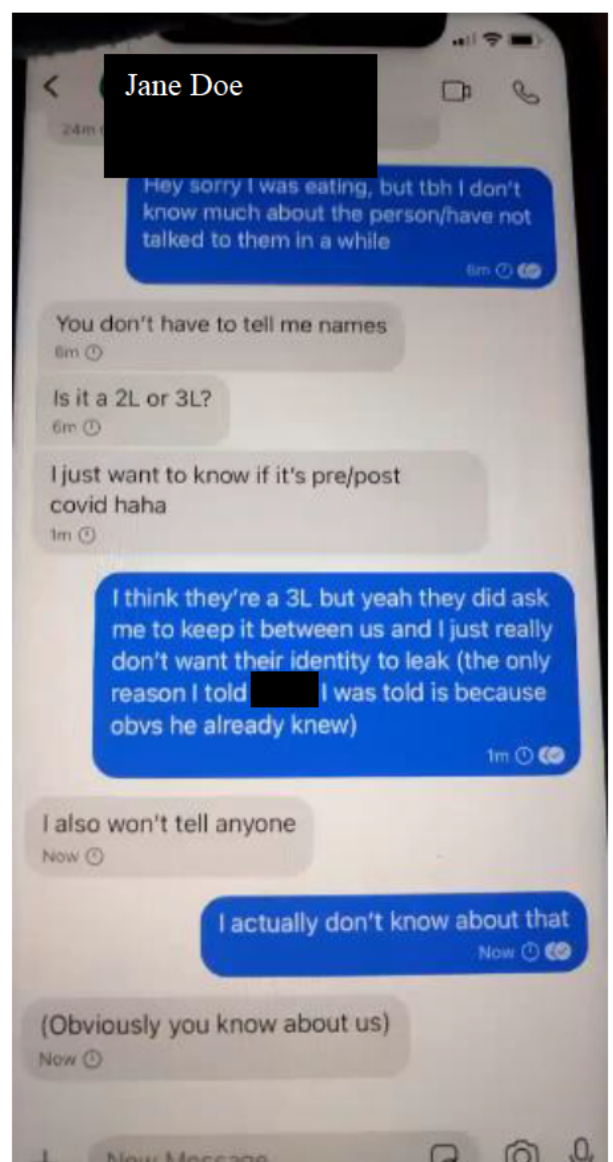 Jane Doe
24m
Hey sorry I was eating, but tbh I don't
know much about the person/have not
talked to them in a while
6m
You don't have to tell me names
6m
Is it a 2L or 3L?
6m
I just want to know if it's pre/post
covid haha
1m
I think they're a 3L but yeah they did ask
me to keep it between us and I just really
don't want their identity to leak (the only
reason I told I was told is because
obvs he already knew)
1m
I also won't tell anyone
Now
I actually don't know about that
Now
(Obviously you know about us)
Now
New Message